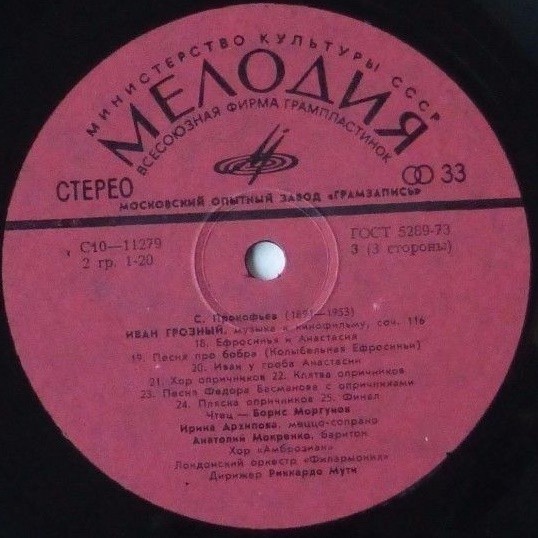 МИНИСТЕРСТВО КУЛЬТУРЫ СССР
МЕЛОДИЯ
ВСЕСОЮЗНАЯ ФИРМА ГРАМПЛАСТИНОК
СТЕРЕО
33
МОСКОВСКИЙ ОПЫТНЫЙ ЗАВОД «ГРАМЗАПИСЬ»
С10—11279
2 гр. 1-20
ГОСТ 5289-73
3 (3 стороны)
С. Прокофьев (1891—1953)
ИВАН ГРОЗНЫЙ, музыка к кинофильму, соч. 116
18. Ефросинья и Анастасия
19. Песня про бобра (Колыбельная Ефросиньи)
20. Иван у гроба Анастасии
21. Хор опричников 22. Клятва опричников
23. Песня Федора Басманова с опричниками
24. Пляска опричников 25. Финал
Чтец — Борис Моргунов
Ирина Архипова, меццо-сопрано
Анатолий Мокренко, баритон
Хор «Амброзиан»
Лондонский оркестр «Филармония»
Дирижер Риккардо Мути